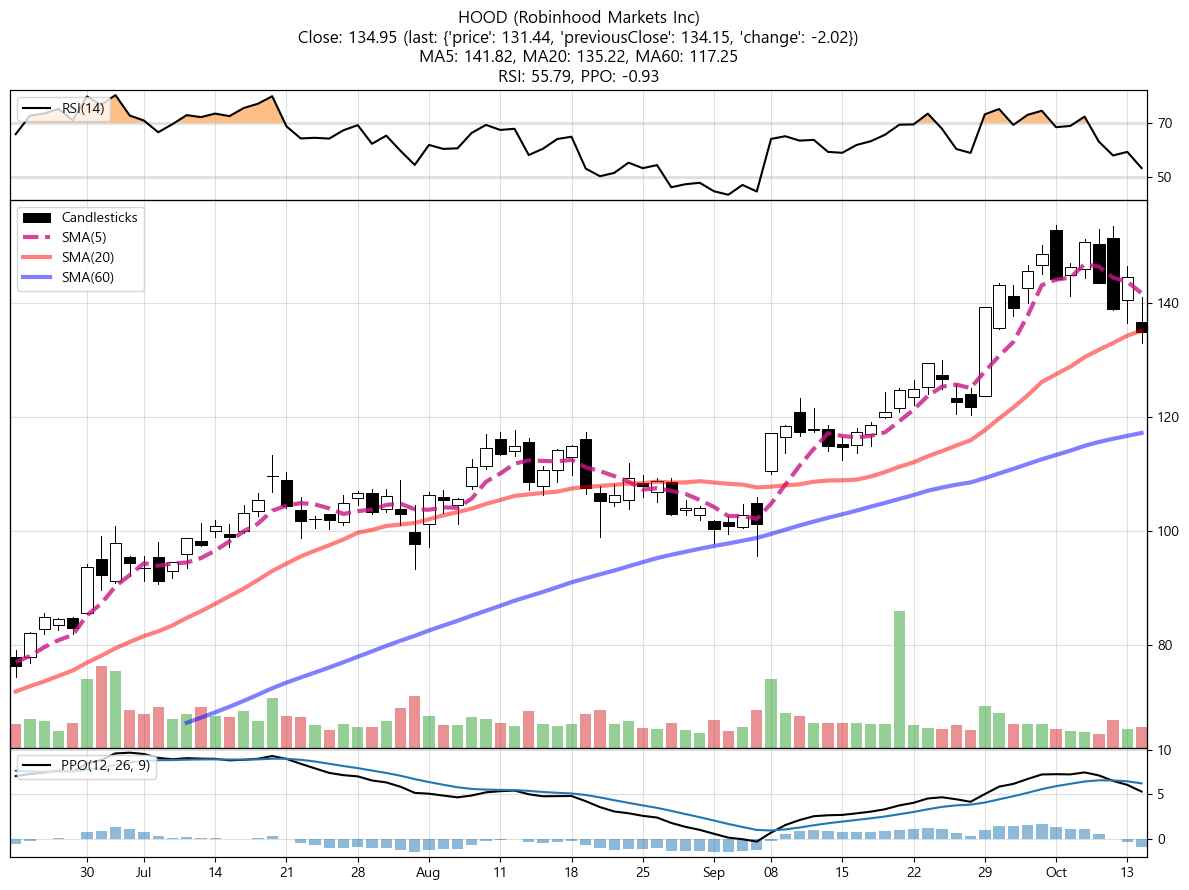 HOOD (Robinhood Markets Inc)
Close: 134.95 (last: {'price': 131.44, 'previousClose': 134.15, 'change': -2.02})
MA5: 141.82, MA20: 135.22, MA60: 117.25
RSI: 55.79, PPO: -0.93
RSI(14)
70
50
Candlesticks
SMA(5)
SMA(20)
SMA(60)
140
120
100
80
PPO(12, 26, 9)
10
5
0
30 Jul 14 21 28 Aug 11 18 25 Sep 08 15 22 29 Oct 13